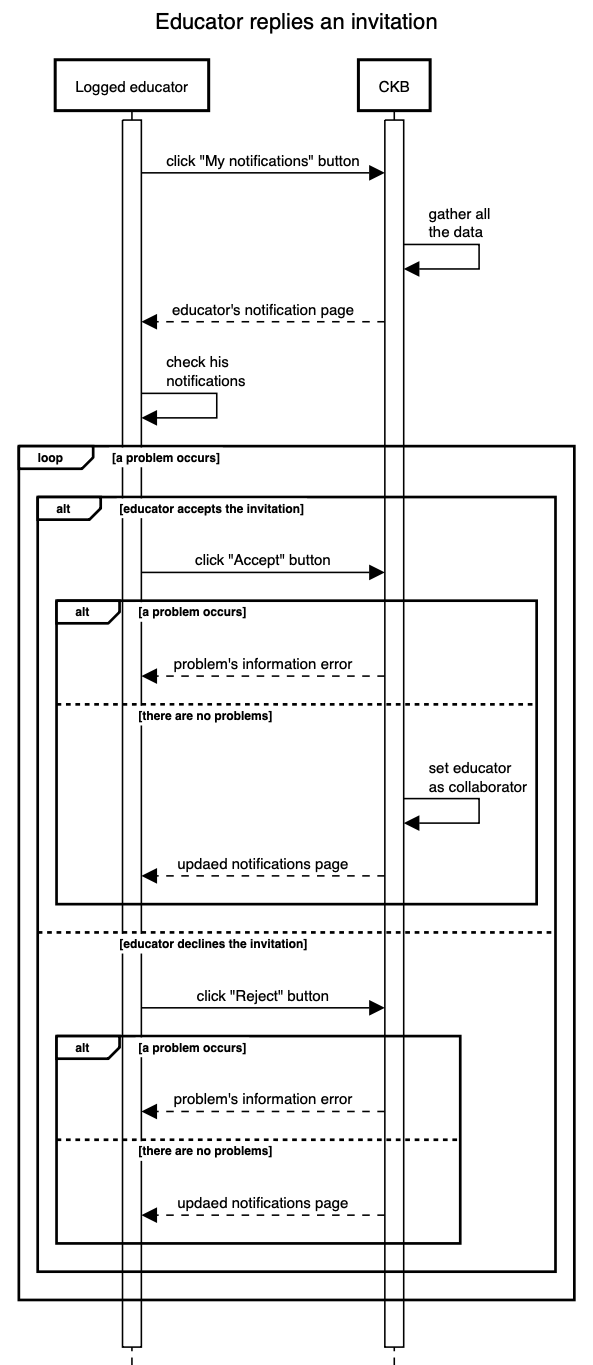 Educator replies an invitation
Logged educator
CKB
click "My notifications" button
gather all
the data
educator's notification page
check his
notifications
loop
[a problem occurs]
alt
[educator accepts the invitation]
click "Accept" button
alt
[a problem occurs]
problem's information error
[there are no problems]
set educator
as collaborator
updaed notifications page
[educator declines the invitation]
click "Reject" button
alt
[a problem occurs]
problem's information error
[there are no problems]
updaed notifications page